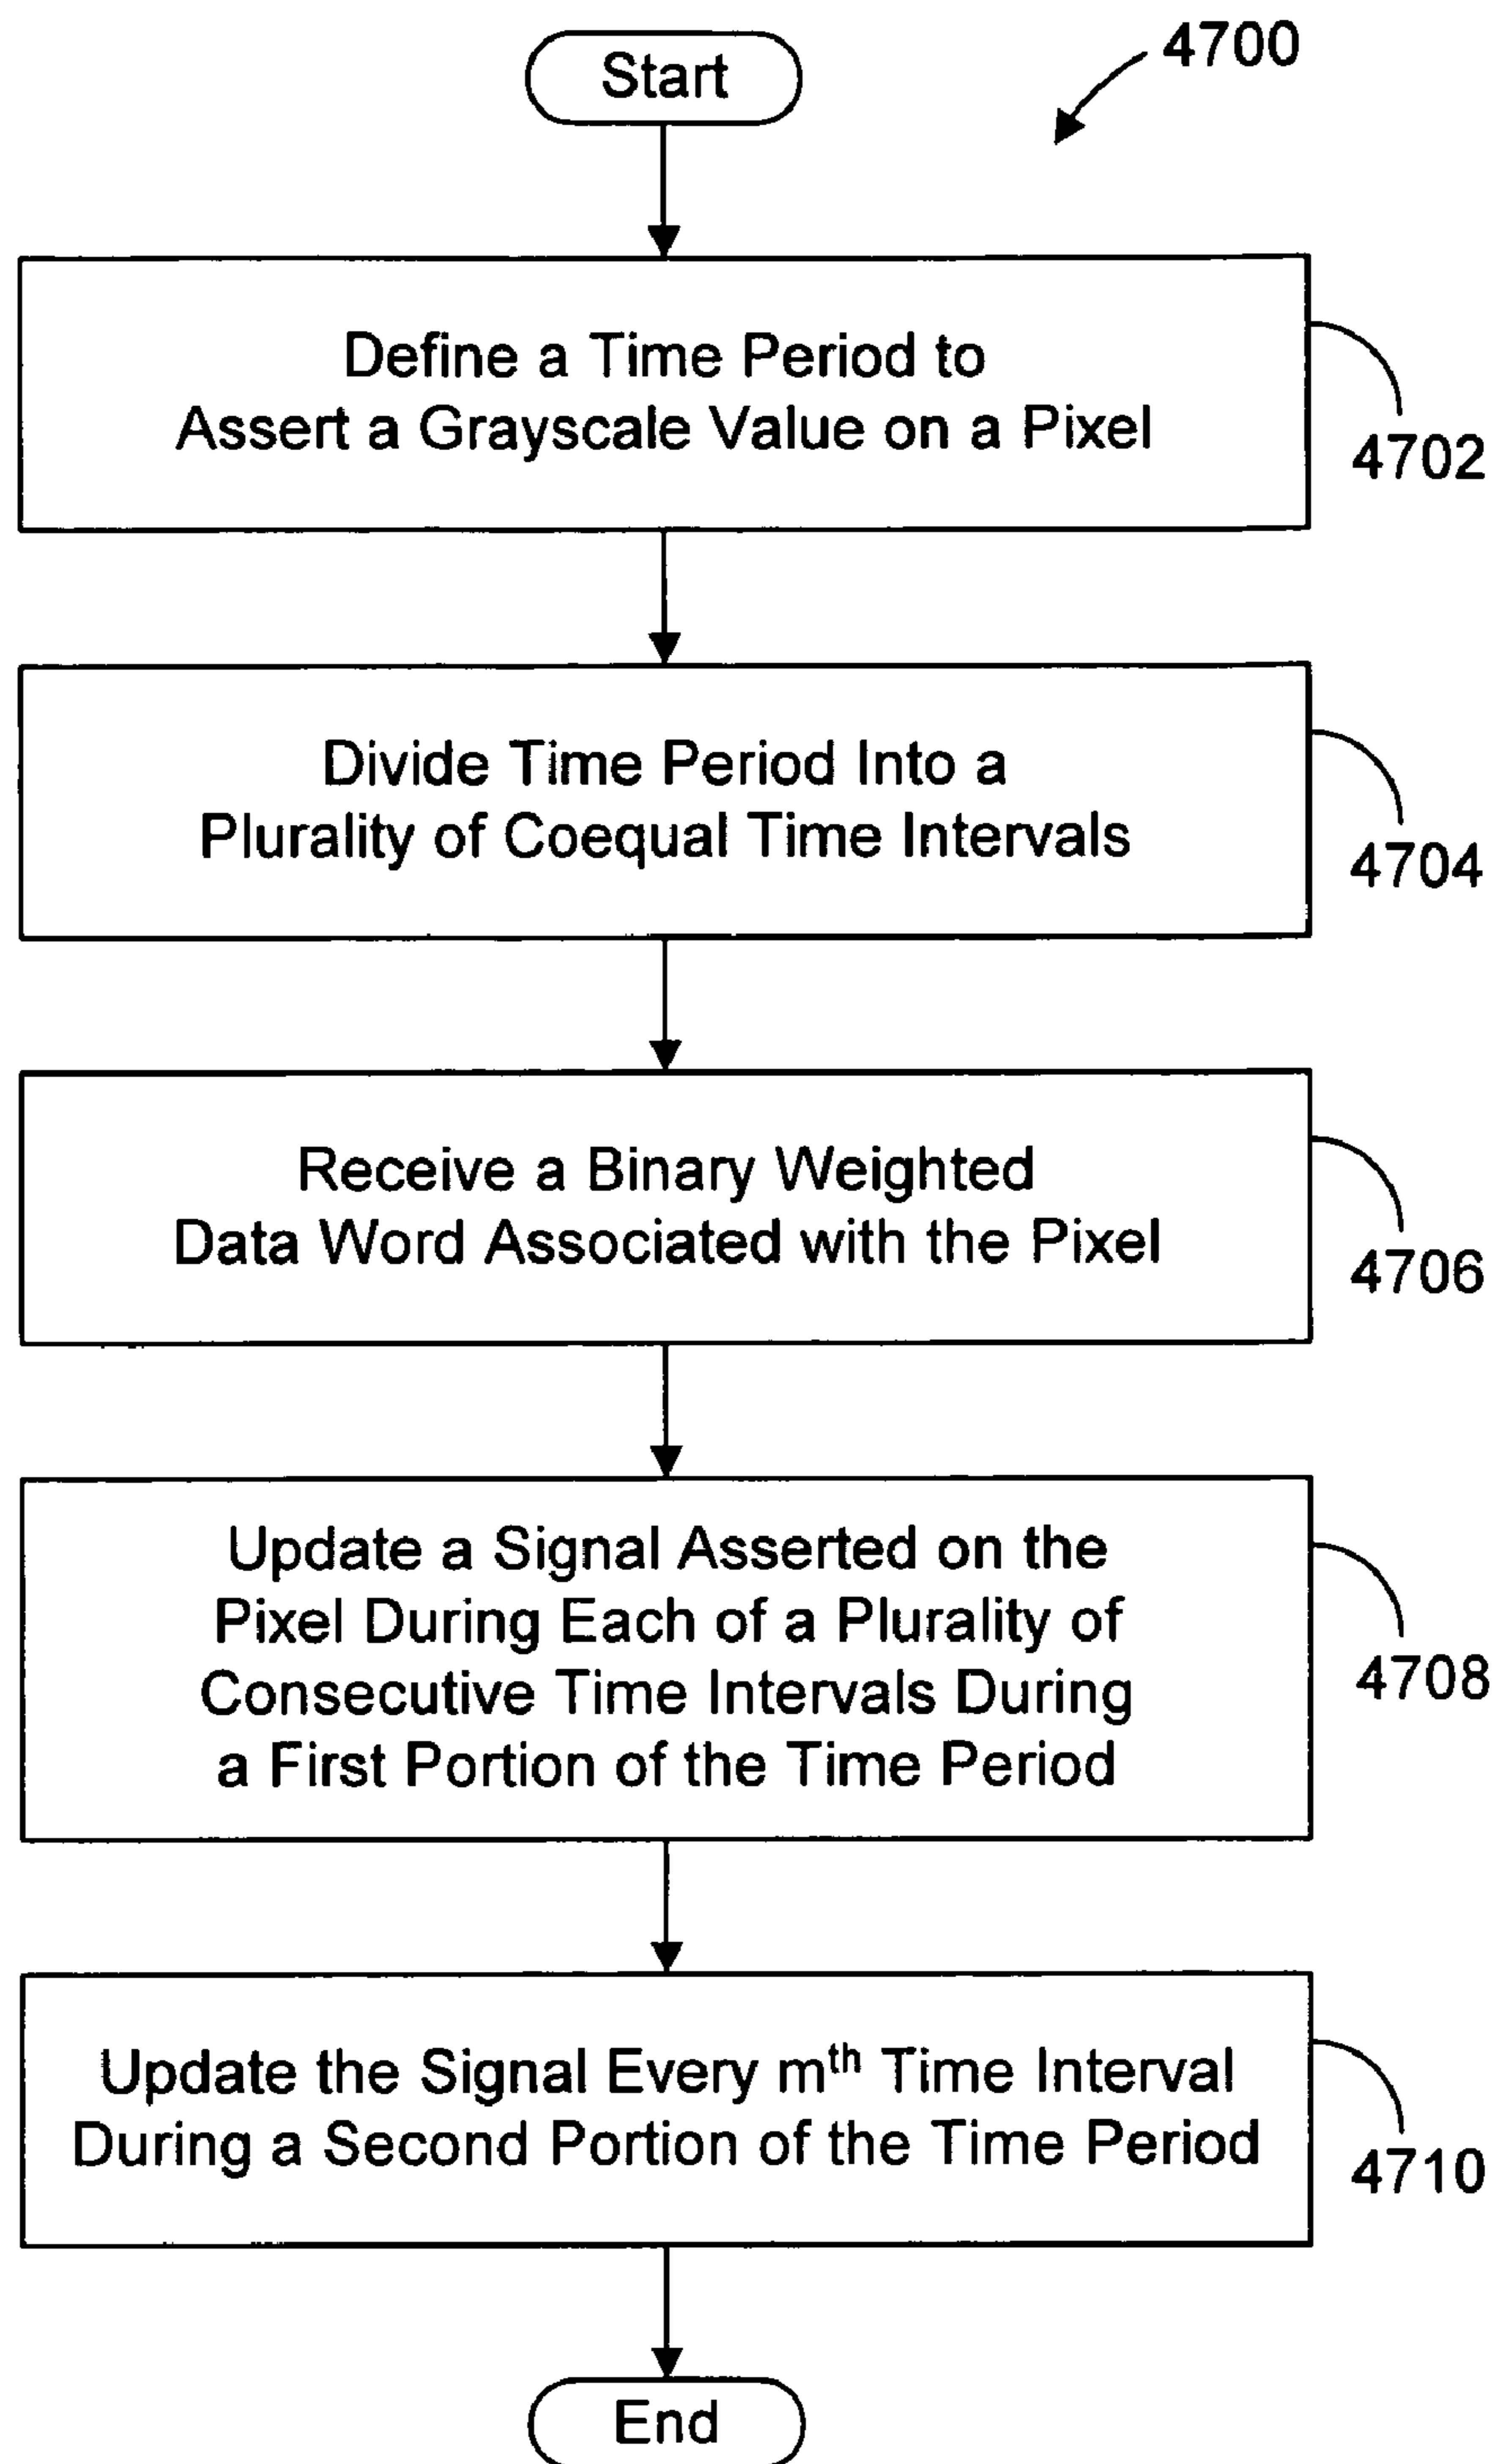 Start
4700
Define a Time Period to
Assert a Grayscale Value on a Pixel
4702
Divide Time Period Into a
Plurality of Coequal Time Intervals
4704
Receive a Binary Weighted
Data Word Associated with the Pixel
4706
Update a Signal Asserted on the
Pixel During Each of a Plurality of
Consecutive Time Intervals During
a First Portion of the Time Period
4708
Update the Signal Every mth Time Interval
During a Second Portion of the Time Period
4710
End